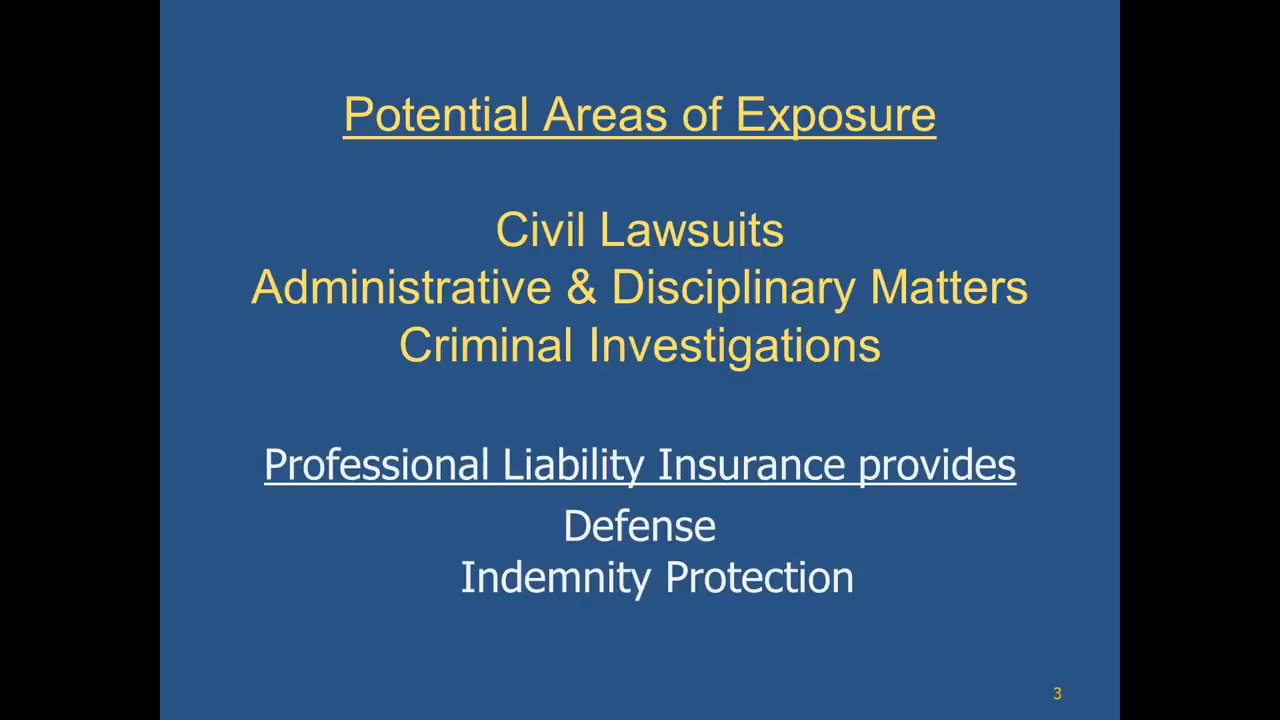 Potential Areas of Exposure
Civil Lawsuits
Administrative & Disciplinary Matters
Criminal Investigations
Professional Liability Insurance provides
Defense
Indemnity Protection
3